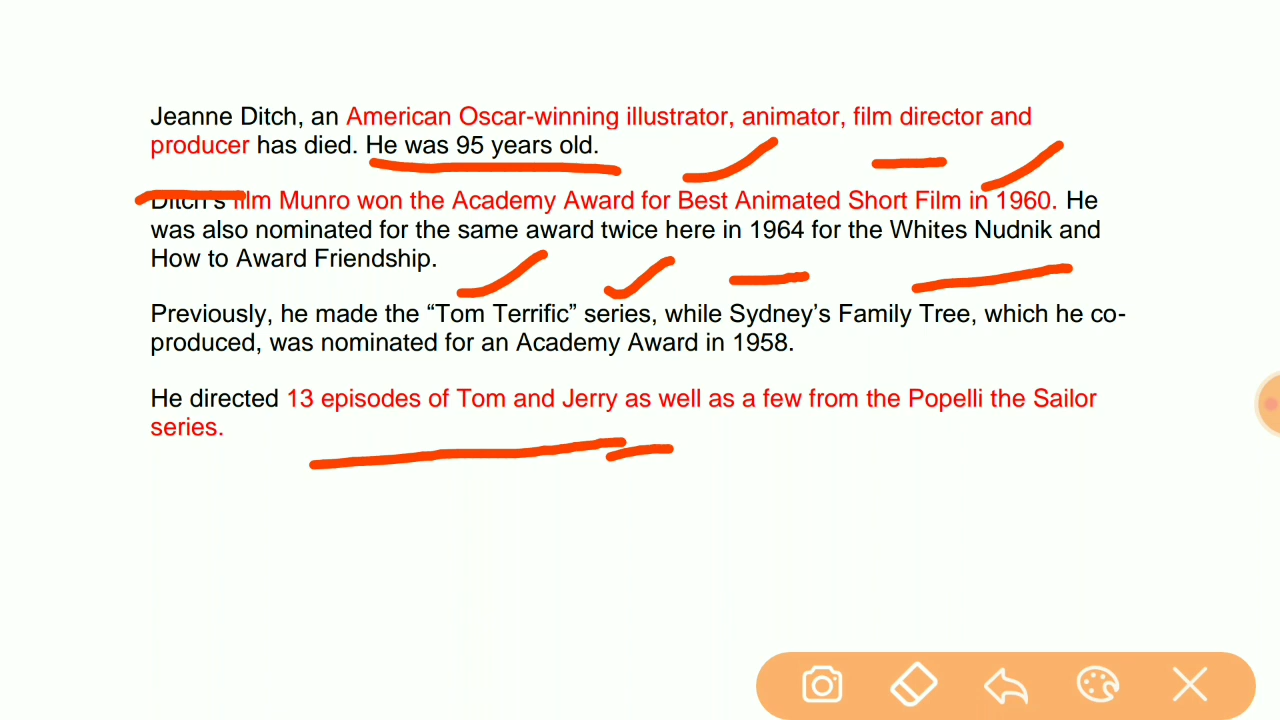 Jeanne Ditch, an American Oscar-winning illustrator, animator, film director and
producer has died. He was 95 years old.
Ditch's film Munro won the Academy Award for Best Animated Short Film in 1960. He
was also nominated for the same award twice here in 1964 for the Whites Nudnik and
How to Award Friendship.
Previously, he made the “Tom Terrific” series, while Sydney’s Family Tree, which he co-
produced, was nominated for an Academy Award in 1958.
He directed 13 episodes of Tom and Jerry as well as a few from the Popelli the Sailor
series.